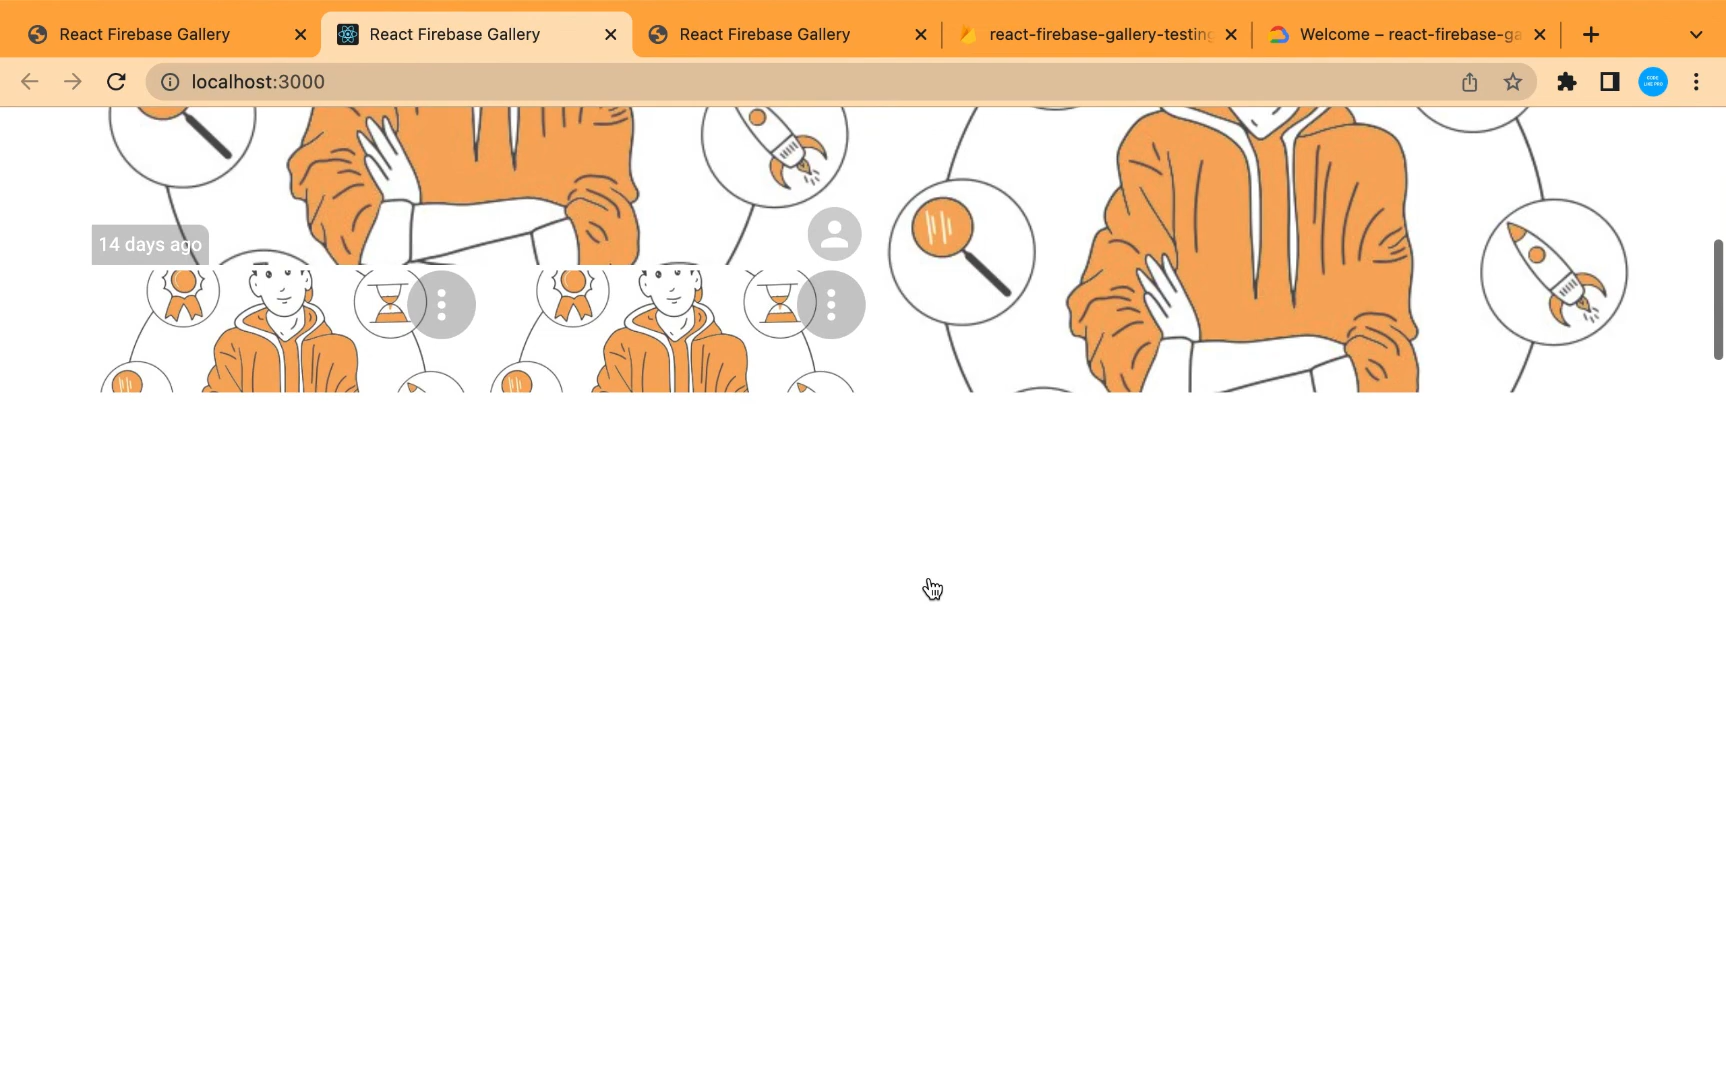 React Firebase Gallery
React Firebase Gallery
React Firebase Gallery
react-firebase-gallery-testing
Welcome – react-firebase-ga
localhost:3000
14 days ago